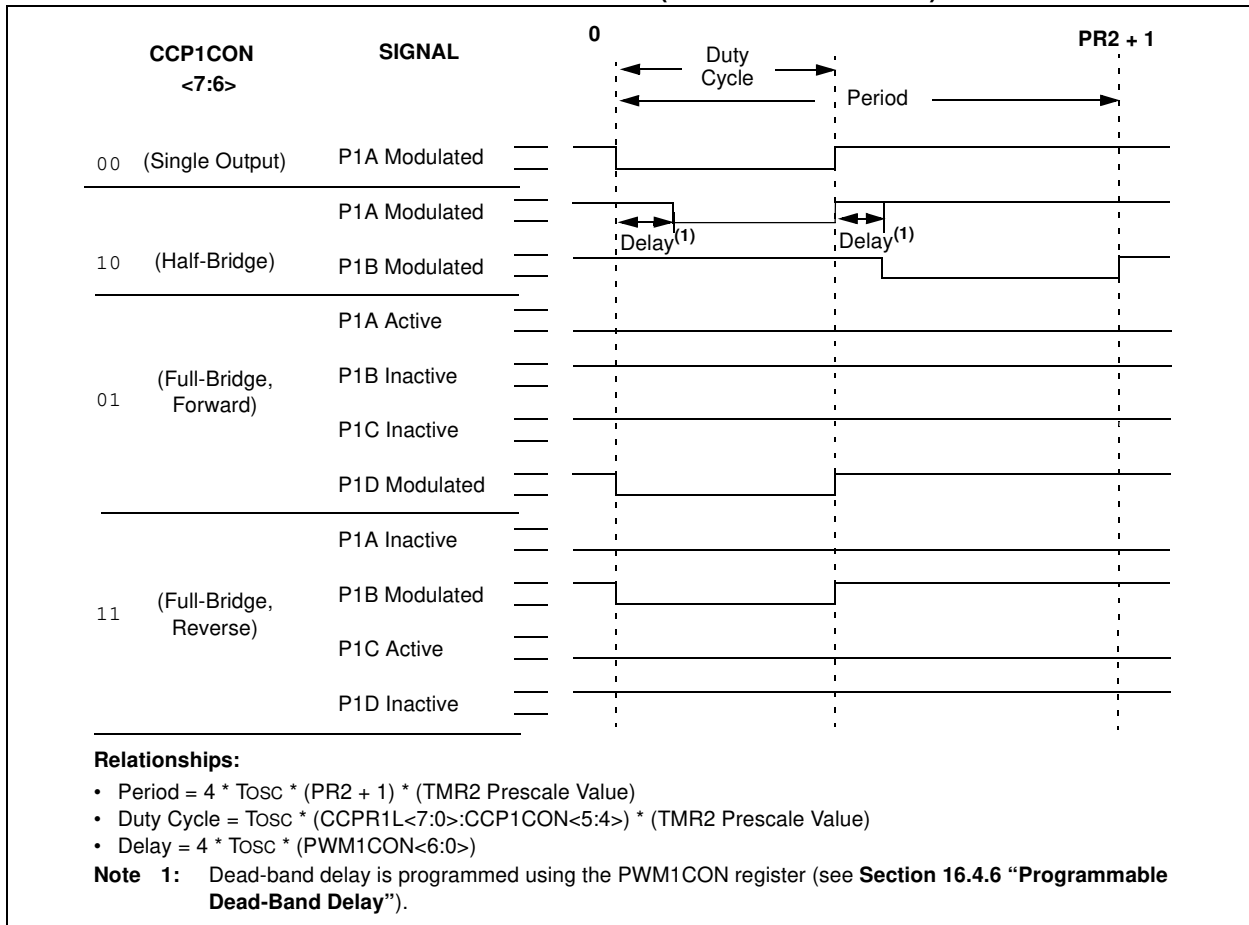 0
PR2 + 1
CCP1CON
<7:6>
SIGNAL
Duty
Cycle
Period
00 (Single Output) P1A Modulated
P1A Modulated
Delay(1) Delay(1)
10 (Half-Bridge) P1B Modulated
P1A Active
P1B Inactive
01 (Full-Bridge,
Forward)
P1C Inactive
P1D Modulated
P1A Inactive
P1B Modulated
11 (Full-Bridge,
Reverse)
P1C Active
P1D Inactive
Relationships:
• Period = 4 * TOSC * (PR2 + 1) * (TMR2 Prescale Value)
• Duty Cycle = TOSC * (CCPR1L<7:0>:CCP1CON<5:4>) * (TMR2 Prescale Value)
• Delay = 4 * TOSC * (PWM1CON<6:0>)
Note 1: Dead-band delay is programmed using the PWM1CON register (see Section 16.4.6 “Programmable
Dead-Band Delay”).